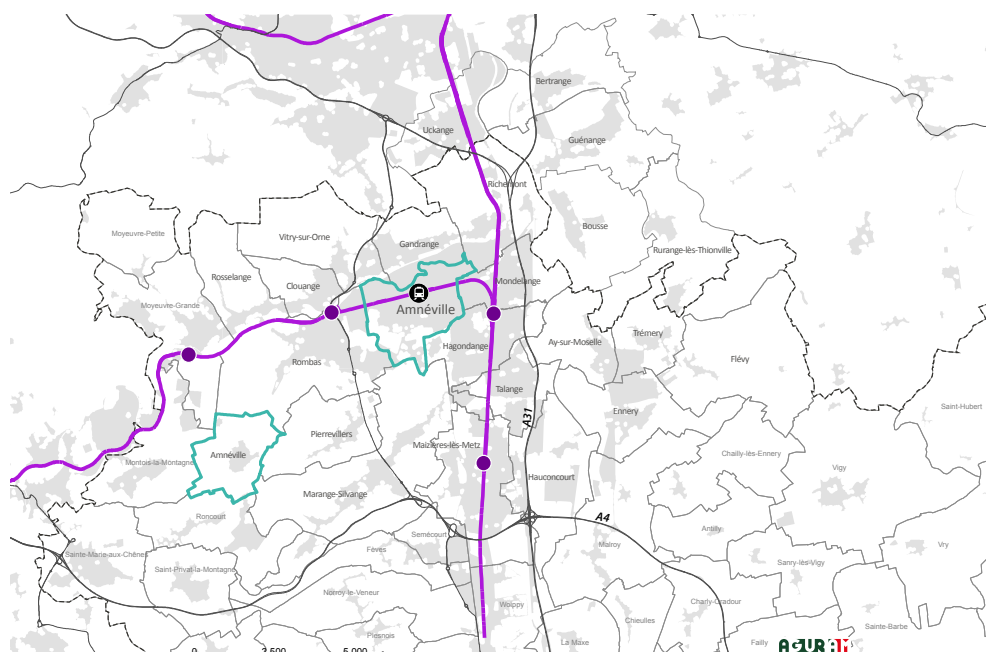 Bertrange
Uckange
Guénange
Richemont
Moyeuvre-Petite
Vitry-sur-Orne
Gandrange
Bousse
Rurange-lès-Thionville
Rosselange
Clouange
Mondelange
Moyeuvre-Grande
Amnéville
Trémery
Ay-sur-Moselle
Hagondange
Rombas
Flévy
Talange
Saint-Hubert
Ennery
A31
Pierrevillers
Maizières-lès-Metz
Amnéville
Chailly-lès-Ennery
Montois-la-Montagne
Vigy
Hauconcourt
Marange-Silvange
Roncourt
A4
Antilly
Semécourt
Malroy
Vry
Fèves
Sainte-Marie-aux-Chênes
Saint-Privat-la-Montagne
Sanry-lès-Vigy
Norroy-le-Veneur
Charly-Oradour
Woippy
Chieulles
Sainte-Barbe
Plesnois
La Maxe
Failly
AGURAM
0 2 500 5 000